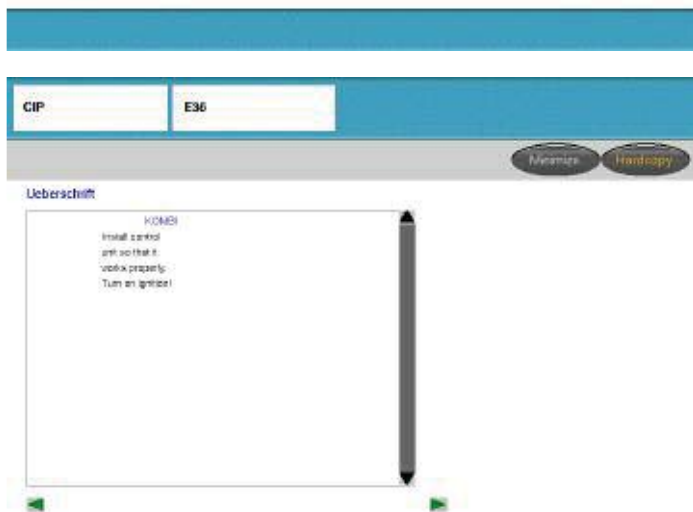 CIP E36
Minimize Hardcopy
Ueberschrift
KOMBI
Install control
unit so that it
works properly.
Turn on ignition!